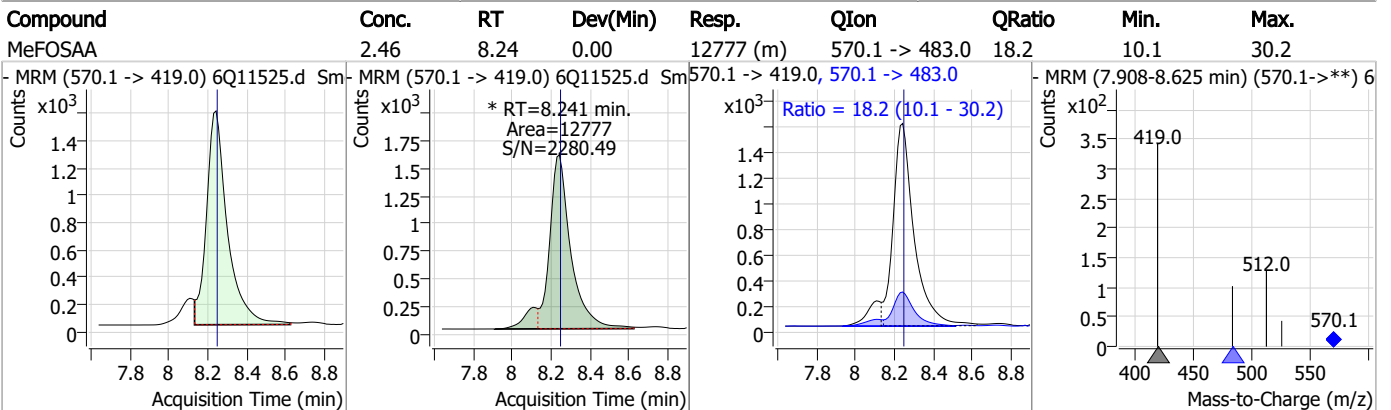 Compound Conc. RT Dev(Min) Resp. QIon QRatio Min. Max.
MeFOSAA 2.46 8.24 0.00 12777 (m) 570.1 -> 483.0 18.2 10.1 30.2
- MRM (570.1 -> 419.0) 6Q11525.d Sm
Counts
x10³
1.4
1.2
1
0.8
0.6
0.4
0.2
0
7.8 8 8.2 8.4 8.6 8.8
Acquisition Time (min)
- MRM (570.1 -> 419.0) 6Q11525.d Sm
Counts
x10³
* RT=8.241 min.
Area=12777
S/N=2280.49
1.75
1.5
1.25
1
0.75
0.5
0.25
0
7.8 8 8.2 8.4 8.6 8.8
Acquisition Time (min)
570.1 -> 419.0, 570.1 -> 483.0
Counts
x10³
Ratio = 18.2 (10.1 - 30.2)
1.4
1.2
1
0.8
0.6
0.4
0.2
0
7.8 8 8.2 8.4 8.6 8.8
Acquisition Time (min)
- MRM (7.908-8.625 min) (570.1->**) 6
Counts
x10²
419.0
3.5
3
2.5
2
1.5
512.0
1
0.5
570.1
0
400 450 500 550
Mass-to-Charge (m/z)